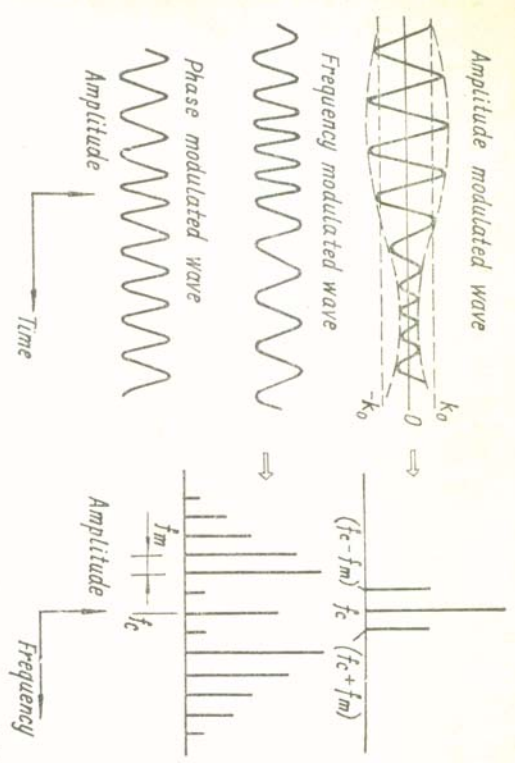 Amplitude modulated wave
k₀
0
-k₀
(fc-fm)
fc
(fc+fm)
Frequency modulated wave
fm
fc
Phase modulated wave
Amplitude
Time
Amplitude
Frequency